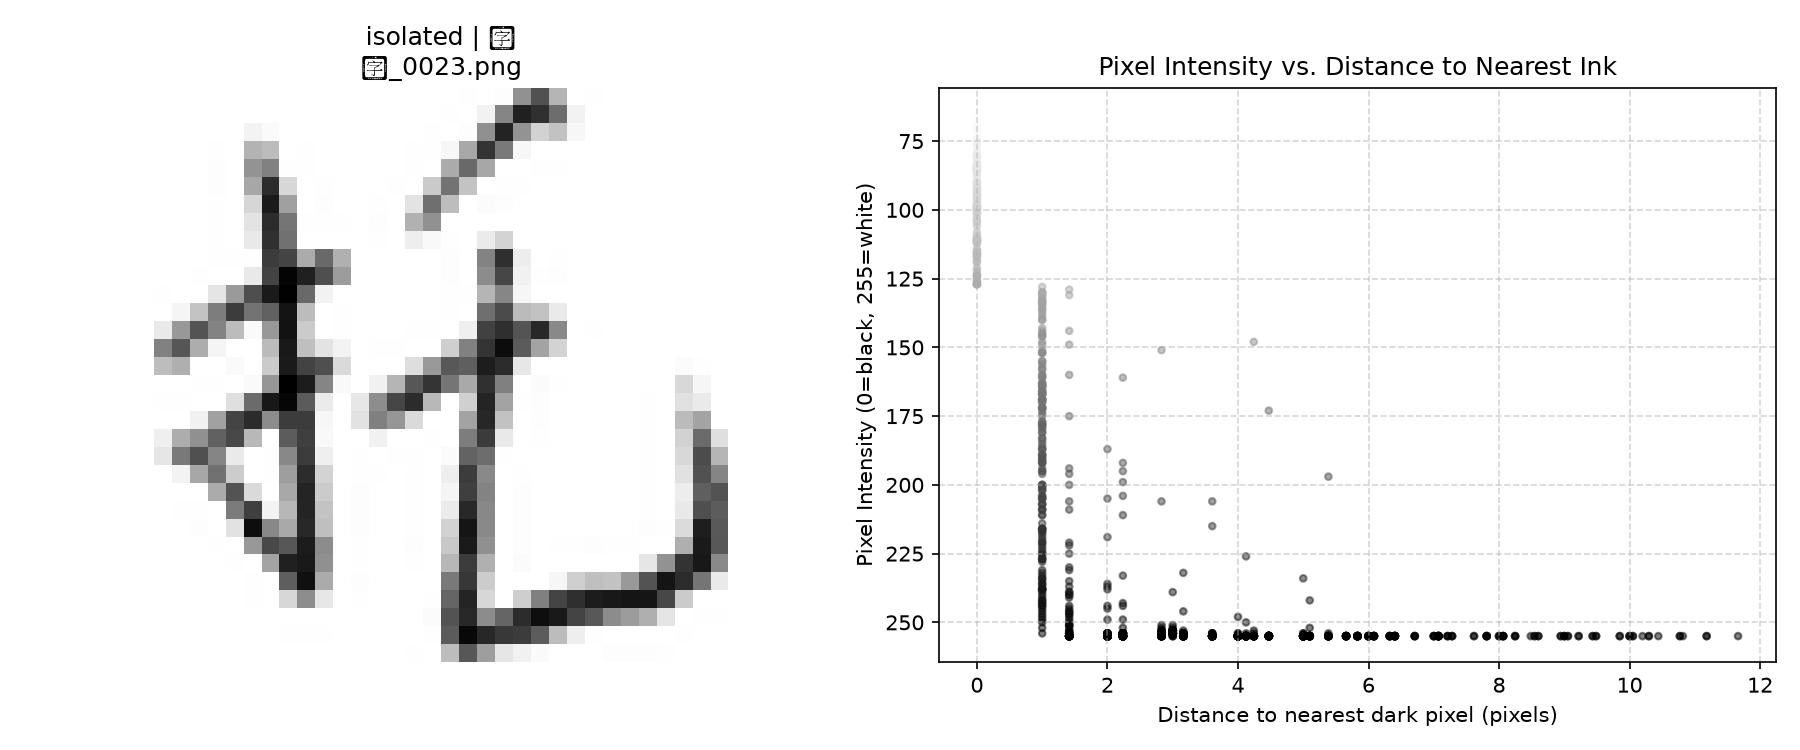 isolated |
_0023.png
托
Pixel Intensity vs. Distance to Nearest Ink
75
100
125
150
175
200
225
250
Pixel Intensity (0=black, 255=white)
0 2 4 6 8 10 12
Distance to nearest dark pixel (pixels)